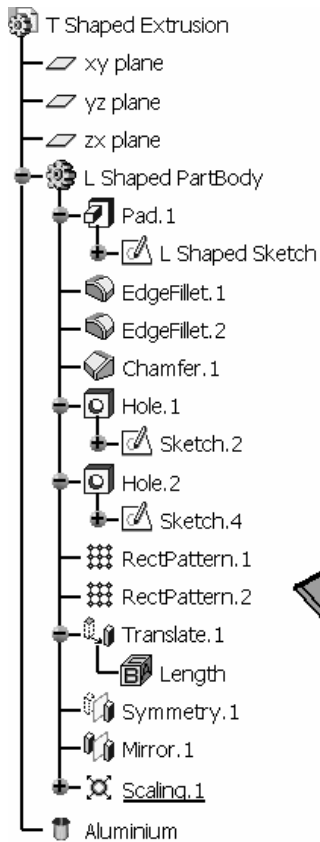 T Shaped Extrusion
xy plane
yz plane
zx plane
L Shaped PartBody
Pad.1
L Shaped Sketch
EdgeFillet.1
EdgeFillet.2
Chamfer.1
Hole.1
Sketch.2
Hole.2
Sketch.4
RectPattern.1
RectPattern.2
Translate.1
Length
Symmetry.1
Mirror.1
Scaling.1
Aluminium